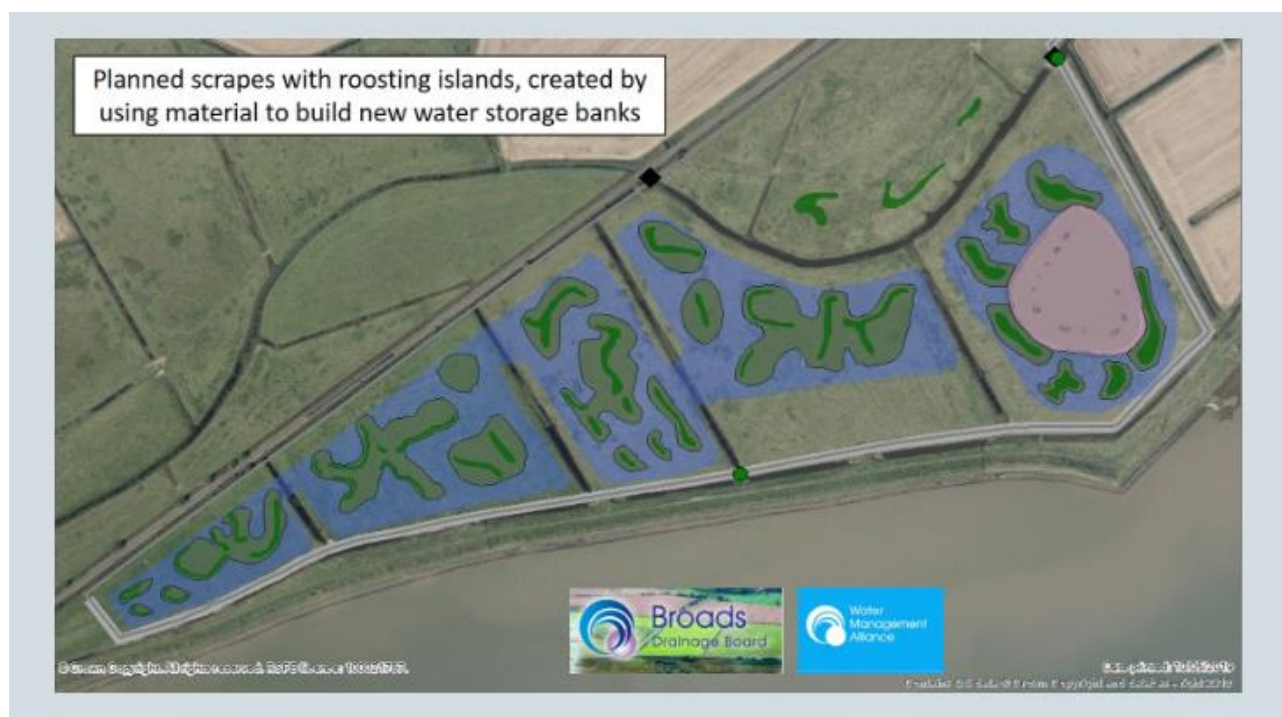 Planned scrapes with roosting islands, created by
using material to build new water storage banks
Broads
Drainage Board
Water
Management
Alliance